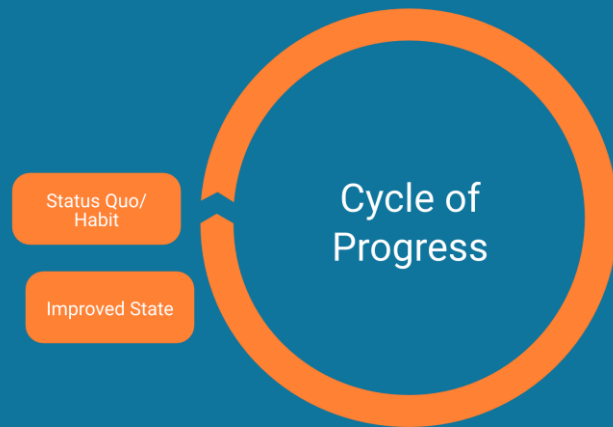 Status Quo/
Habit
Improved State
Cycle of
Progress